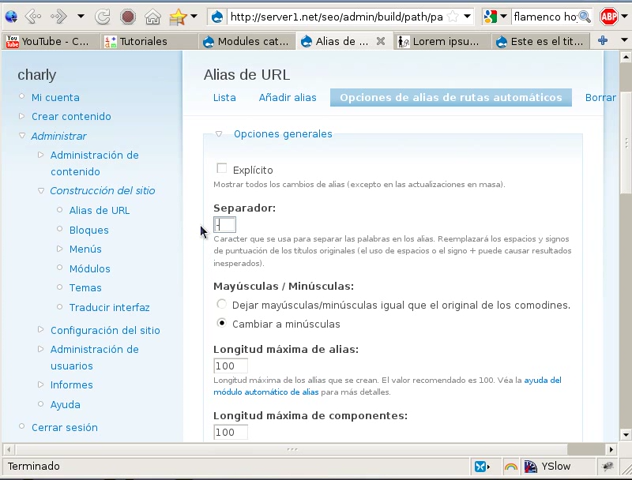 http://server1.net/seo/admin/build/path/pa
flamenco ho
ABP
YouTube - C...
Tutoriales
Modules cat...
Alias de ...
Lorem ipsu...
Este es el tit...
charly
Mi cuenta
Crear contenido
Administrar
Administración de
contenido
Construcción del sitio
Alias de URL
Bloques
Menús
Módulos
Temas
Traducir interfaz
Configuración del sitio
Administración de
usuarios
Informes
Ayuda
Cerrar sesión
Alias de URL
Lista
Añadir alias
Opciones de alias de rutas automáticos
Borrar
Opciones generales
Explícito
Mostrar todos los cambios de alias (excepto en las actualizaciones en masa).
Separador:
-
Caracter que se usa para separar las palabras en los alias. Reemplazará los espacios y signos
de puntuación de los títulos originales (el uso de espacios o el signo + puede causar resultados
inesperados).
Mayúsculas / Minúsculas:
Dejar mayúsculas/minúsculas igual que el original de los comodines.
Cambiar a minúsculas
Longitud máxima de alias:
100
Longitud máxima de los allias que se crean. El valor recomendado es 100. Véa la ayuda del
módulo automático de alias para más detalles.
Longitud máxima de componentes:
100
Terminado
YSlow